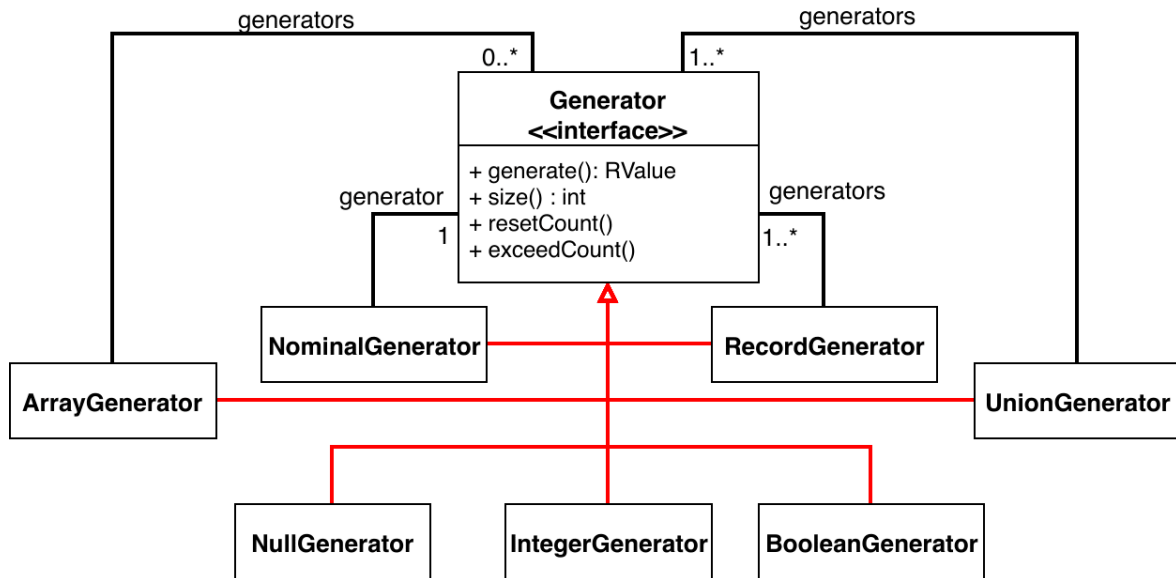 generators
generators
0..*
1..*
Generator
<<interface>>
+ generate(): RValue
+ size() : int
+ resetCount()
+ exceedCount()
generator
1
generators
1..*
NominalGenerator
RecordGenerator
ArrayGenerator
UnionGenerator
NullGenerator
IntegerGenerator
BooleanGenerator